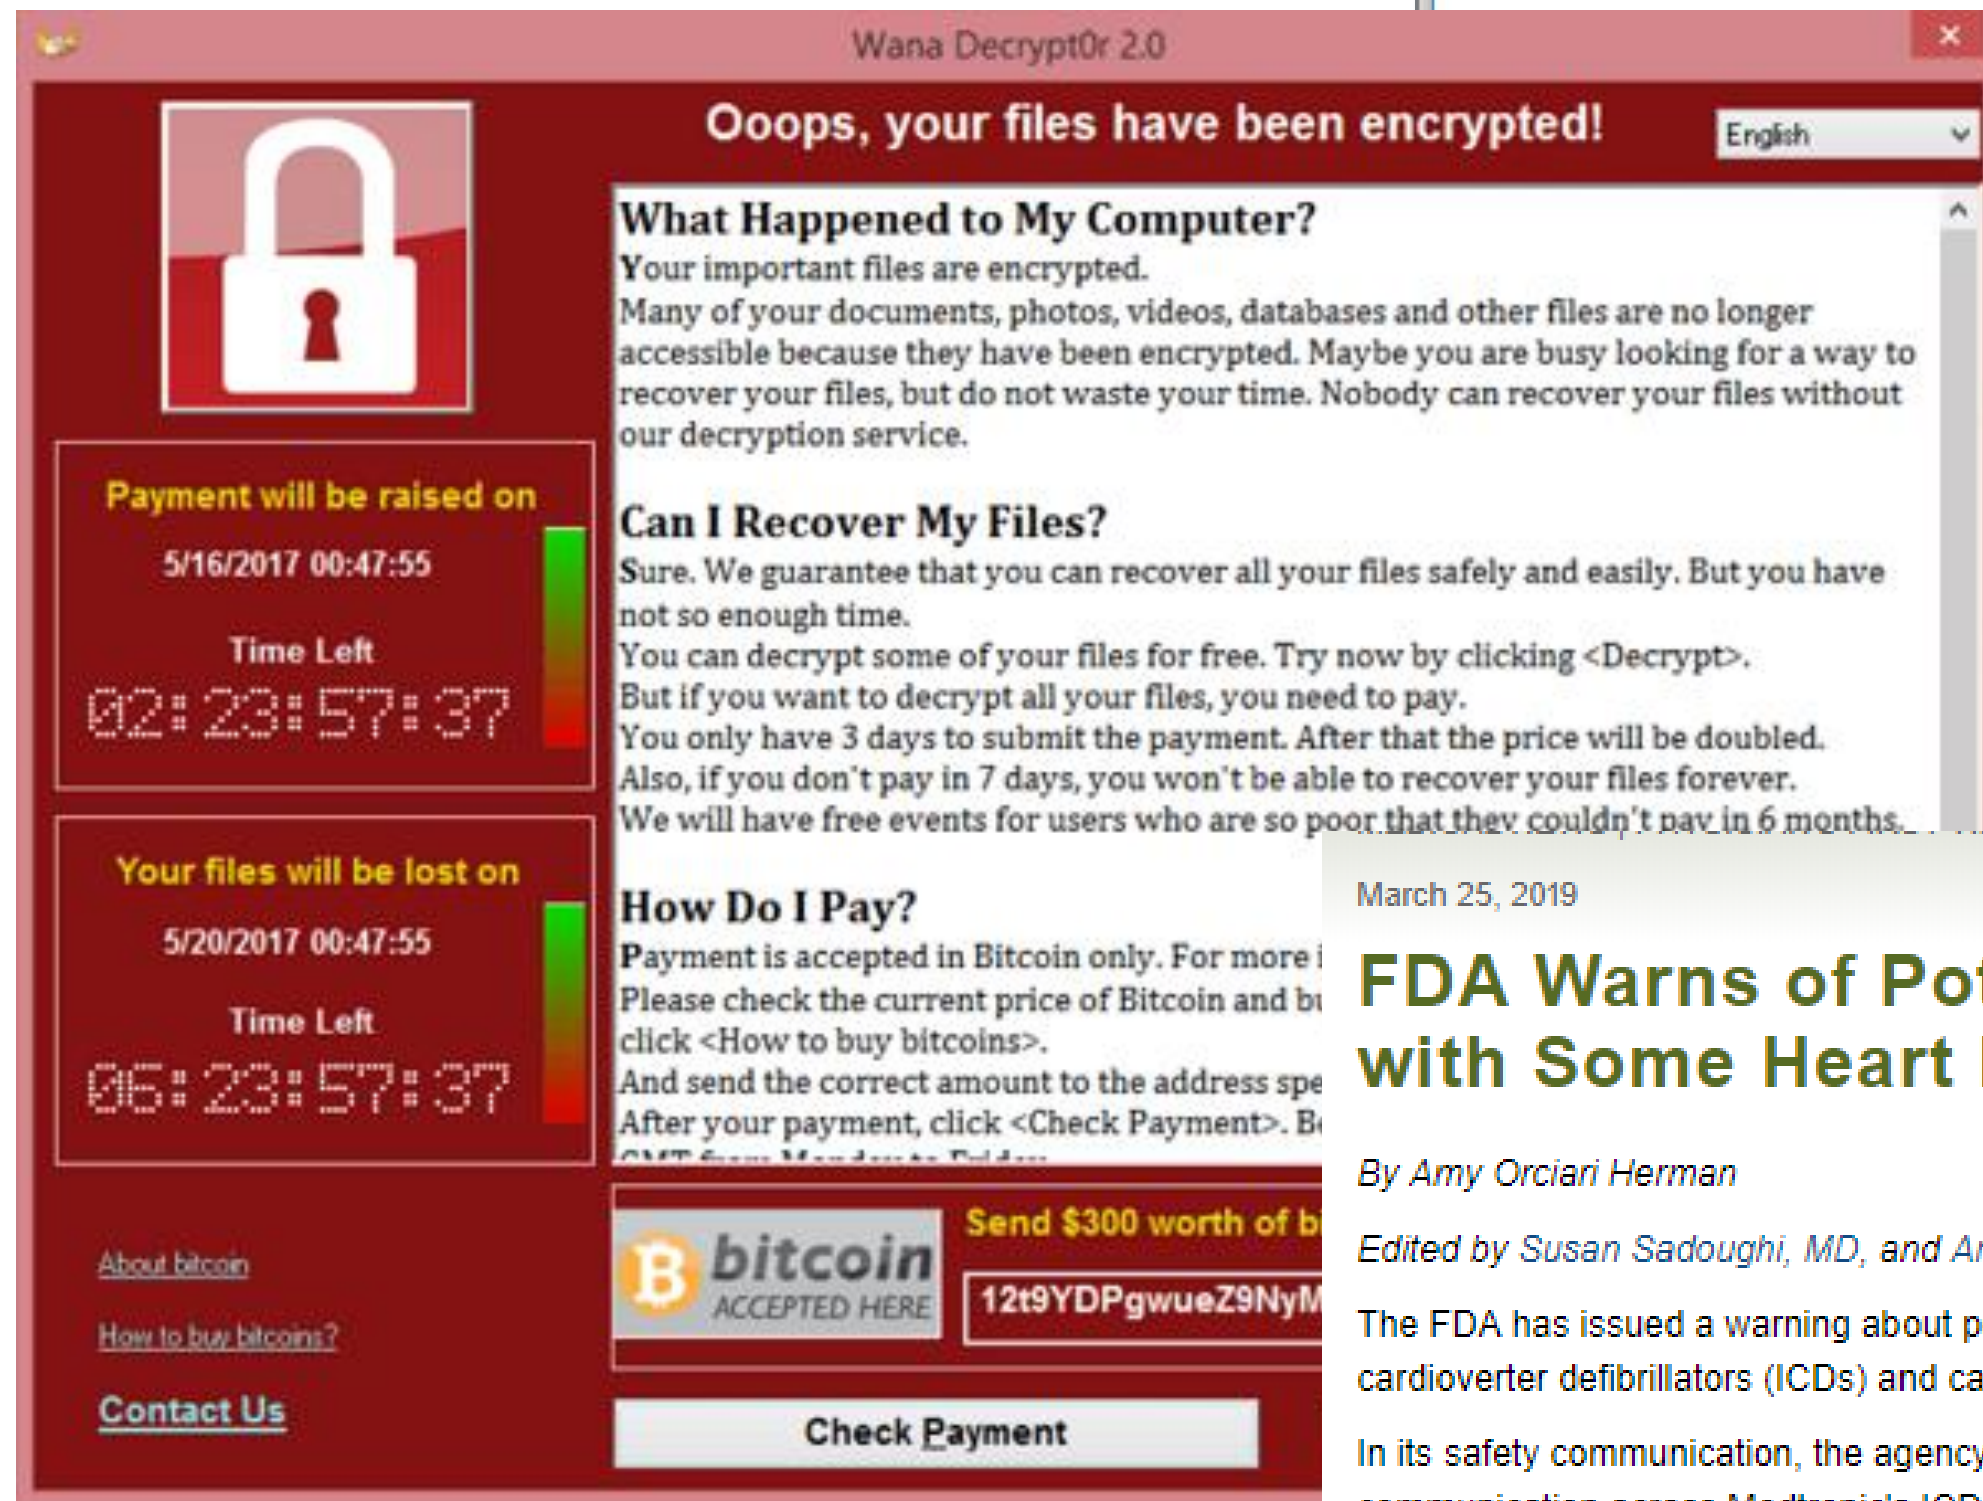 Wana Decrypt0r 2.0
Ooops, your files have been encrypted!
English
Payment will be raised on
5/16/2017 00:47:55
Time Left
02:23:57:37
Your files will be lost on
5/20/2017 00:47:55
Time Left
06:23:57:37
About bitcoin
How to buy bitcoins?
Contact Us
What Happened to My Computer?
Your important files are encrypted.
Many of your documents, photos, videos, databases and other files are no longer
accessible because they have been encrypted. Maybe you are busy looking for a way to
recover your files, but do not waste your time. Nobody can recover your files without
our decryption service.
Can I Recover My Files?
Sure. We guarantee that you can recover all your files safely and easily. But you have
not so enough time.
You can decrypt some of your files for free. Try now by clicking <Decrypt>.
But if you want to decrypt all your files, you need to pay.
You only have 3 days to submit the payment. After that the price will be doubled.
Also, if you don't pay in 7 days, you won't be able to recover your files forever.
We will have free events for users who are so poor that they couldn't pay in 6 months.
How Do I Pay?
Payment is accepted in Bitcoin only. For more
Please check the current price of Bitcoin and
click <How to buy bitcoins>.
And send the correct amount to the address
After your payment, click <Check Payment>.
GMT from Monday to Friday.
bitcoin
ACCEPTED HERE
Send $300 worth of
12t9YDPgwueZ9NyM
Check Payment
March 25, 2019
FDA Warns of
with Some Heart
By Amy Orciari Herman
Edited by Susan Sadoughi, MD, and
The FDA has issued a warning about
cardioverter defibrillators (ICDs) and
In its safety communication, the agency
communication across Medtronic's